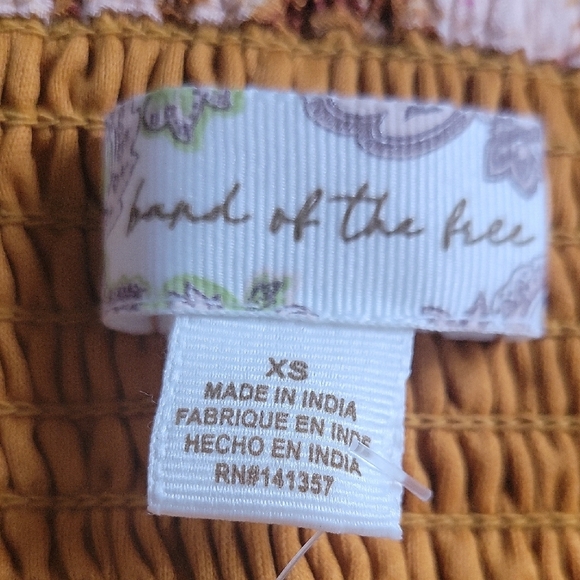 band of the free
XS
MADE IN INDIA
FABRIQUE EN INDE
HECHO EN INDIA
RN#141357